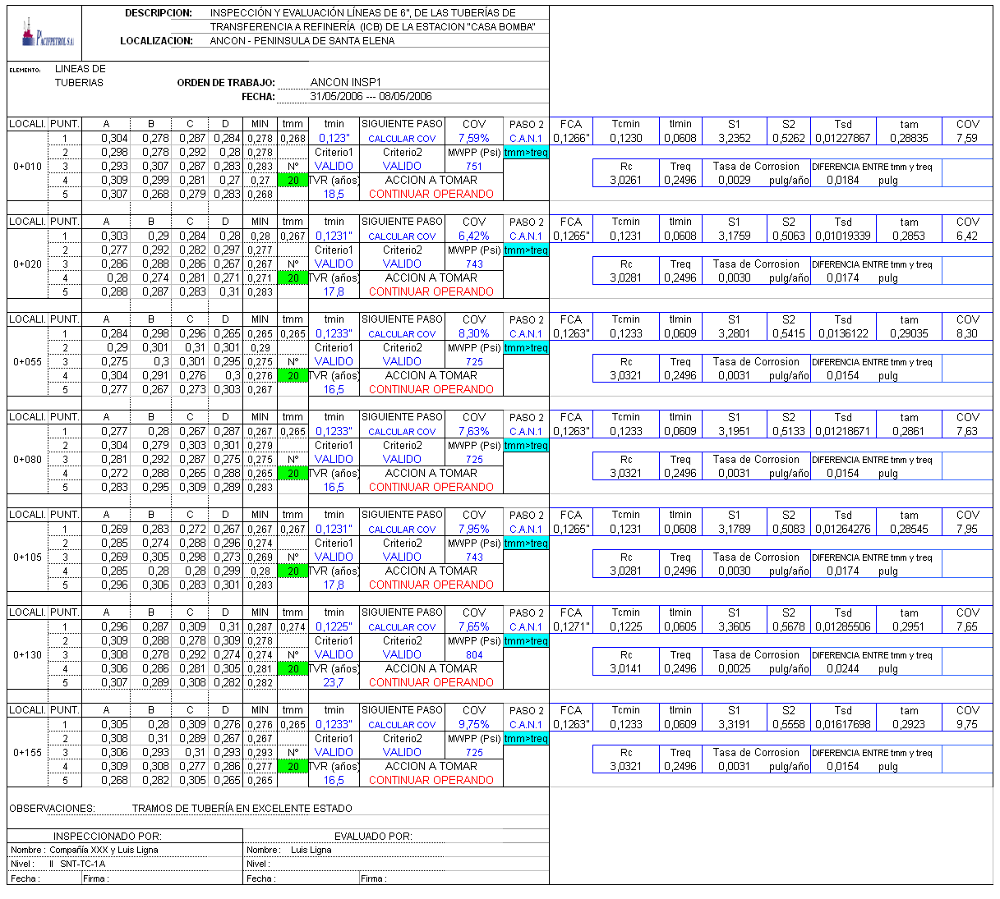 PACIFPETROL S.A.
DESCRIPCION: INSPECCIÓN Y EVALUACIÓN LÍNEAS DE 6", DE LAS TUBERÍAS DE
TRANSFERENCIA A REFINERÍA (ICB) DE LA ESTACION "CASA BOMBA"
LOCALIZACION: ANCON - PENINSULA DE SANTA ELENA
ELEMENTO: LINEAS DE
TUBERIAS ORDEN DE TRABAJO: ANCON INSP1
FECHA: 31/05/2006 --- 08/05/2006
LOCALI. PUNT. A B C D MIN tmm tmin SIGUIENTE PASO COV PASO 2 FCA Tcmin tlmin S1 S2 Tsd tam COV
1 0,304 0,278 0,287 0,284 0,278 0,268 0,123" CALCULAR COV 7,59% C.A.N.1 0,1266" 0,1230 0,0608 3,2352 0,5262 0,01227867 0,28835 7,59
2 0,298 0,278 0,292 0,28 0,278 Criterio1 Criterio2 MWPP (Psi) tmm>treq
0+010 3 0,293 0,307 0,287 0,283 0,283 Nº VALIDO VALIDO 751 Rc Treq Tasa de Corrosion DIFERENCIA ENTRE tmm y treq
4 0,309 0,299 0,281 0,27 0,27 20 TVR (años) ACCION A TOMAR 3,0261 0,2496 0,0029 pulg/año 0,0184 pulg
5 0,307 0,268 0,279 0,283 0,268 18,5 CONTINUAR OPERANDO
LOCALI. PUNT. A B C D MIN tmm tmin SIGUIENTE PASO COV PASO 2 FCA Tcmin tlmin S1 S2 Tsd tam COV
1 0,303 0,29 0,284 0,28 0,28 0,267 0,1231" CALCULAR COV 6,42% C.A.N.1 0,1265" 0,1231 0,0608 3,1759 0,5063 0,01019339 0,2853 6,42
2 0,277 0,292 0,282 0,297 0,277 Criterio1 Criterio2 MWPP (Psi) tmm>treq
0+020 3 0,286 0,288 0,286 0,267 0,267 Nº VALIDO VALIDO 743 Rc Treq Tasa de Corrosion DIFERENCIA ENTRE tmm y treq
4 0,28 0,274 0,281 0,271 0,271 20 TVR (años) ACCION A TOMAR 3,0281 0,2496 0,0030 pulg/año 0,0174 pulg
5 0,288 0,287 0,283 0,31 0,283 17,8 CONTINUAR OPERANDO
LOCALI. PUNT. A B C D MIN tmm tmin SIGUIENTE PASO COV PASO 2 FCA Tcmin tlmin S1 S2 Tsd tam COV
1 0,284 0,298 0,296 0,265 0,265 0,265 0,1233" CALCULAR COV 8,30% C.A.N.1 0,1263" 0,1233 0,0609 3,2801 0,5415 0,0136122 0,29035 8,30
2 0,29 0,301 0,31 0,301 0,29 Criterio1 Criterio2 MWPP (Psi) tmm>treq
0+055 3 0,275 0,3 0,301 0,295 0,275 Nº VALIDO VALIDO 725 Rc Treq Tasa de Corrosion DIFERENCIA ENTRE tmm y treq
4 0,304 0,291 0,276 0,3 0,276 20 TVR (años) ACCION A TOMAR 3,0321 0,2496 0,0031 pulg/año 0,0154 pulg
5 0,277 0,267 0,273 0,303 0,267 16,5 CONTINUAR OPERANDO
LOCALI. PUNT. A B C D MIN tmm tmin SIGUIENTE PASO COV PASO 2 FCA Tcmin tlmin S1 S2 Tsd tam COV
1 0,277 0,28 0,267 0,287 0,267 0,265 0,1233" CALCULAR COV 7,63% C.A.N.1 0,1263" 0,1233 0,0609 3,1951 0,5133 0,01218671 0,2861 7,63
2 0,304 0,279 0,303 0,301 0,279 Criterio1 Criterio2 MWPP (Psi) tmm>treq
0+080 3 0,281 0,292 0,287 0,275 0,275 Nº VALIDO VALIDO 725 Rc Treq Tasa de Corrosion DIFERENCIA ENTRE tmm y treq
4 0,272 0,288 0,265 0,288 0,265 20 TVR (años) ACCION A TOMAR 3,0321 0,2496 0,0031 pulg/año 0,0154 pulg
5 0,283 0,295 0,309 0,289 0,283 16,5 CONTINUAR OPERANDO
LOCALI. PUNT. A B C D MIN tmm tmin SIGUIENTE PASO COV PASO 2 FCA Tcmin tlmin S1 S2 Tsd tam COV
1 0,269 0,283 0,272 0,267 0,267 0,267 0,1231" CALCULAR COV 7,95% C.A.N.1 0,1265" 0,1231 0,0608 3,1789 0,5083 0,01264276 0,28545 7,95
2 0,285 0,274 0,288 0,296 0,274 Criterio1 Criterio2 MWPP (Psi) tmm>treq
0+105 3 0,269 0,305 0,298 0,273 0,269 Nº VALIDO VALIDO 743 Rc Treq Tasa de Corrosion DIFERENCIA ENTRE tmm y treq
4 0,285 0,28 0,28 0,299 0,28 20 TVR (años) ACCION A TOMAR 3,0281 0,2496 0,0030 pulg/año 0,0174 pulg
5 0,296 0,306 0,283 0,301 0,283 17,8 CONTINUAR OPERANDO
LOCALI. PUNT. A B C D MIN tmm tmin SIGUIENTE PASO COV PASO 2 FCA Tcmin tlmin S1 S2 Tsd tam COV
1 0,296 0,287 0,309 0,31 0,287 0,274 0,1225" CALCULAR COV 7,65% C.A.N.1 0,1271" 0,1225 0,0605 3,3605 0,5678 0,01285506 0,2951 7,65
2 0,309 0,288 0,278 0,309 0,278 Criterio1 Criterio2 MWPP (Psi) tmm>treq
0+130 3 0,308 0,278 0,292 0,274 0,274 Nº VALIDO VALIDO 804 Rc Treq Tasa de Corrosion DIFERENCIA ENTRE tmm y treq
4 0,306 0,286 0,281 0,305 0,281 20 TVR (años) ACCION A TOMAR 3,0141 0,2496 0,0025 pulg/año 0,0244 pulg
5 0,307 0,289 0,308 0,282 0,282 23,7 CONTINUAR OPERANDO
LOCALI. PUNT. A B C D MIN tmm tmin SIGUIENTE PASO COV PASO 2 FCA Tcmin tlmin S1 S2 Tsd tam COV
1 0,305 0,28 0,309 0,276 0,276 0,265 0,1233" CALCULAR COV 9,75% C.A.N.1 0,1263" 0,1233 0,0609 3,3191 0,5558 0,01617698 0,2923 9,75
2 0,308 0,31 0,289 0,267 0,267 Criterio1 Criterio2 MWPP (Psi) tmm>treq
0+155 3 0,306 0,293 0,31 0,293 0,293 Nº VALIDO VALIDO 725 Rc Treq Tasa de Corrosion DIFERENCIA ENTRE tmm y treq
4 0,309 0,308 0,277 0,286 0,277 20 TVR (años) ACCION A TOMAR 3,0321 0,2496 0,0031 pulg/año 0,0154 pulg
5 0,268 0,282 0,305 0,265 0,265 16,5 CONTINUAR OPERANDO
OBSERVACIONES: TRAMOS DE TUBERÍA EN EXCELENTE ESTADO
INSPECCIONADO POR: EVALUADO POR:
Nombre : Compañía XXX y Luis Ligna Nombre : Luis Ligna
Nivel : II SNT-TC-1A Nivel :
Fecha : Firma : Fecha : Firma :